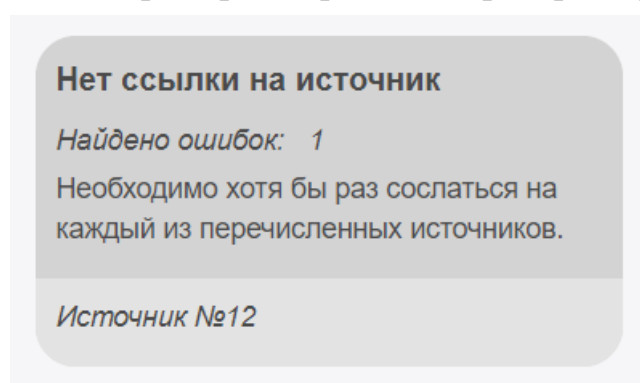 Нет ссылки на источник
Найдено ошибок: 1
Необходимо хотя бы раз сослаться на
каждый из перечисленных источников.
Источник №12